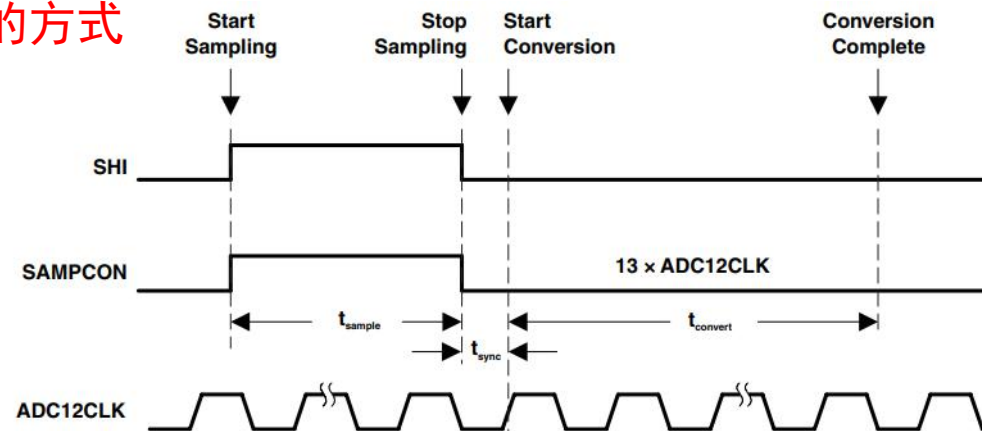 的方式
Start Sampling
Stop Sampling
Start Conversion
Conversion Complete
SHI
SAMPCON
13 × ADC12CLK
tsample
tconvert
tsync
ADC12CLK